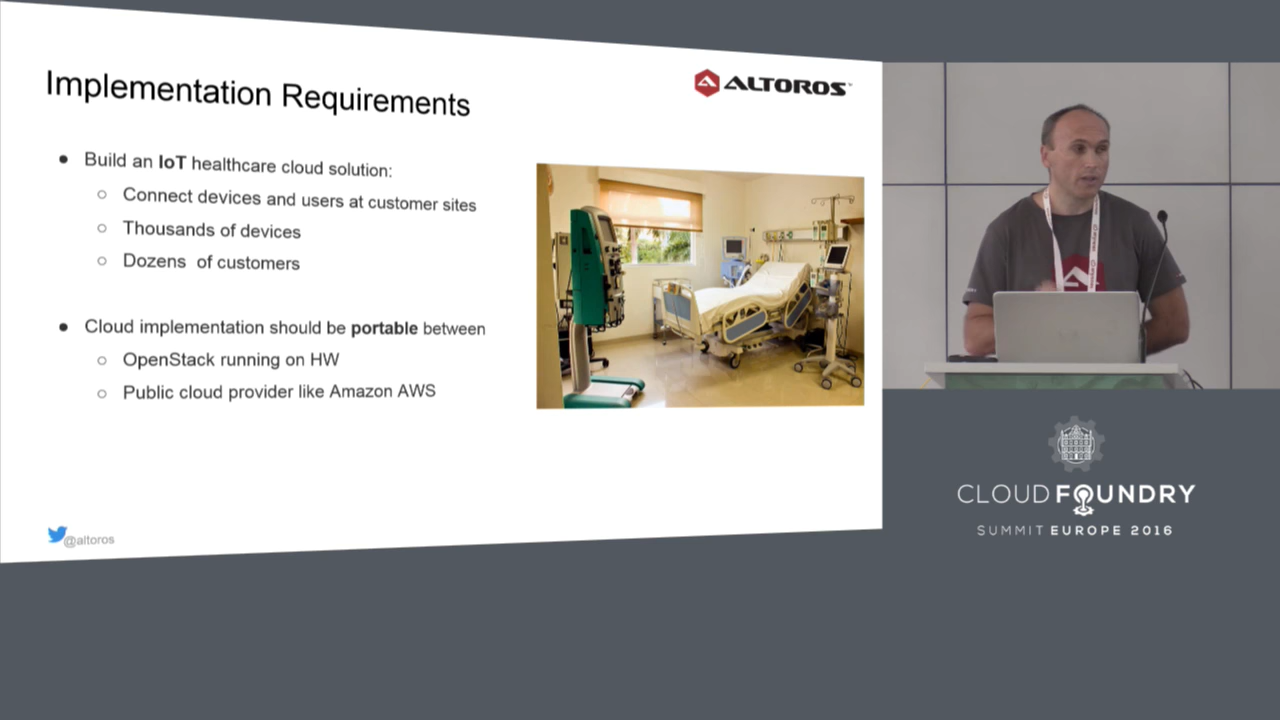 Implementation Requirements
ALTOROS
● Build an IoT healthcare cloud solution:
○ Connect devices and users at customer sites
○ Thousands of devices
○ Dozens of customers
● Cloud implementation should be portable between
○ OpenStack running on HW
○ Public cloud provider like Amazon AWS
@altoros
CLOUD FOUNDRY
SUMMIT EUROPE 2016